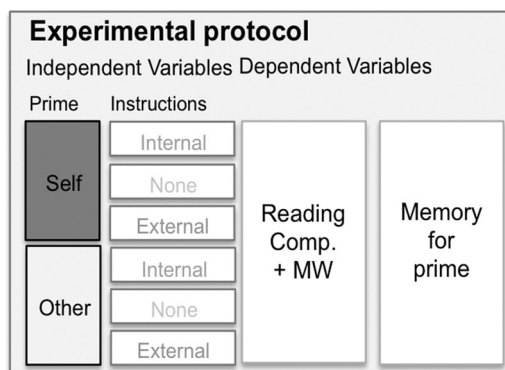 Experimental protocol
Independent Variables Dependent Variables
Prime Instructions
Self
Internal
None
External
Other
Internal
None
External
Reading
Comp.
+ MW
Memory
for
prime